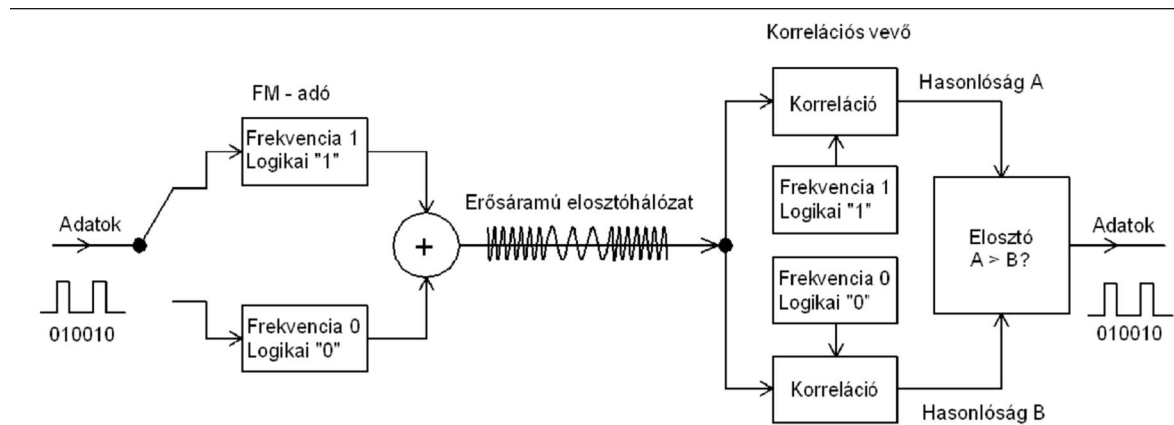 Korrelációs vevő
FM - adó
Frekvencia 1
Logikai "1"
Adatok
010010
Frekvencia 0
Logikai "0"
+
Erősáramú elosztóhálózat
Korreláció
Hasonlóság A
Frekvencia 1
Logikai "1"
Frekvencia 0
Logikai "0"
Korreláció
Hasonlóság B
Elosztó
A > B?
Adatok
010010